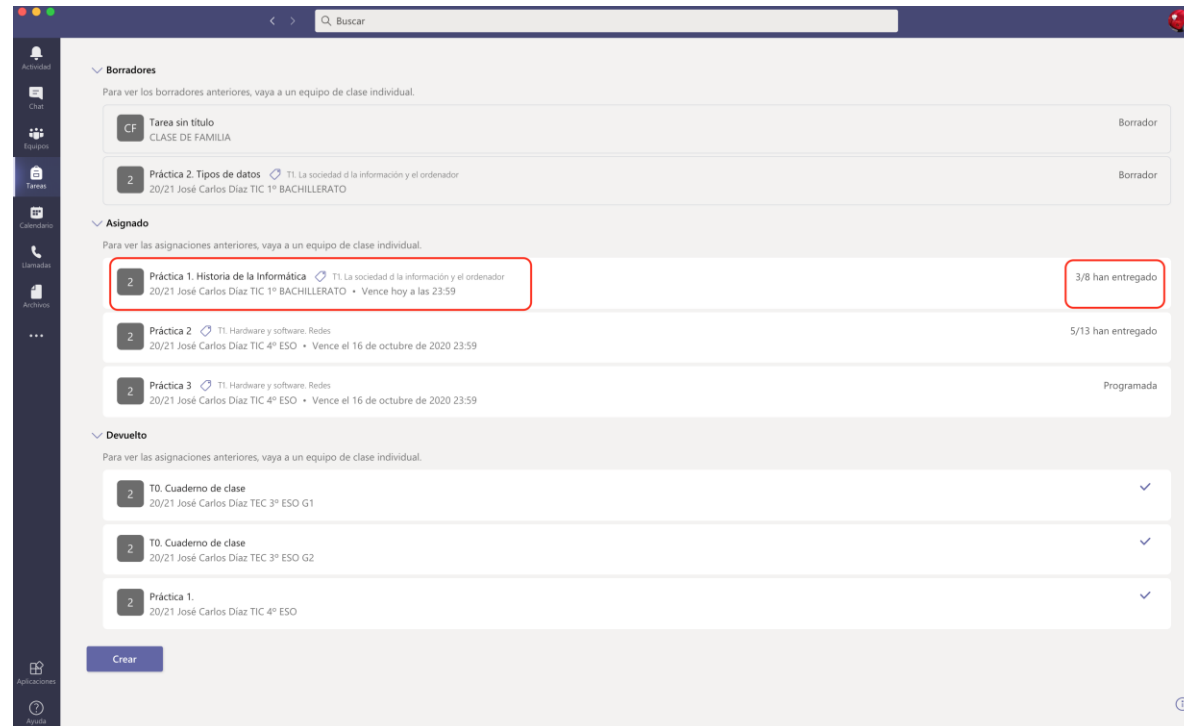 Buscar
Actividad
Chat
Equipos
Tareas
Calendario
Llamadas
Archivos
Aplicaciones
Ayuda
Borradores
Para ver los borradores anteriores, vaya a un equipo de clase individual.
CF
Tarea sin título
Borrador
CLASE DE FAMILIA
2
Práctica 2. Tipos de datos T1. La sociedad d la información y el ordenador
Borrador
20/21 José Carlos Díaz TIC 1º BACHILLERATO
Asignado
Para ver las asignaciones anteriores, vaya a un equipo de clase individual.
2
Práctica 1. Historia de la Informática T1. La sociedad d la información y el ordenador
3/8 han entregado
20/21 José Carlos Díaz TIC 1º BACHILLERATO • Vence hoy a las 23:59
2
Práctica 2 T1. Hardware y software. Redes
5/13 han entregado
20/21 José Carlos Díaz TIC 4º ESO • Vence el 16 de octubre de 2020 23:59
2
Práctica 3 T1. Hardware y software. Redes
Programada
20/21 José Carlos Díaz TIC 4º ESO • Vence el 16 de octubre de 2020 23:59
Devuelto
Para ver las asignaciones anteriores, vaya a un equipo de clase individual.
2
T0. Cuaderno de clase
20/21 José Carlos Díaz TEC 3º ESO G1
2
T0. Cuaderno de clase
20/21 José Carlos Díaz TEC 3º ESO G2
2
Práctica 1.
20/21 José Carlos Díaz TIC 4º ESO
Crear